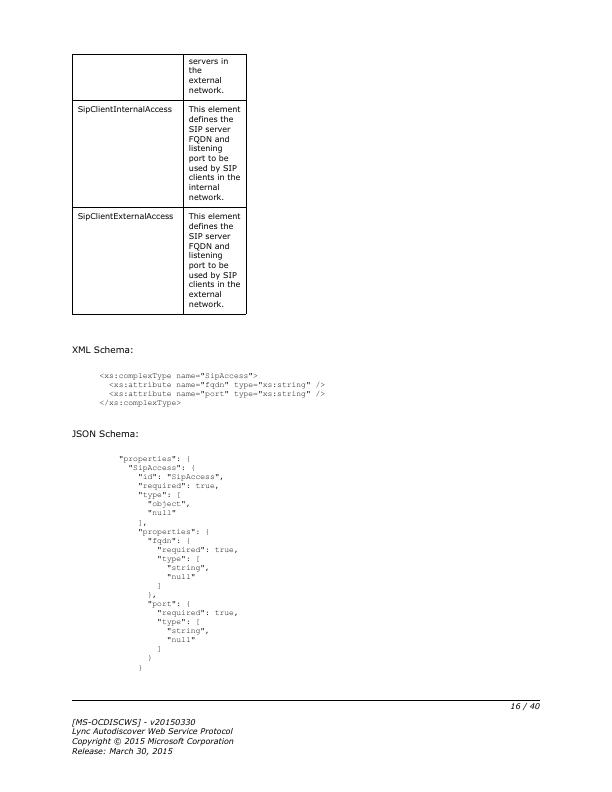 servers in
the
external
network.
SipClientInternalAccess
This element
defines the
SIP server
FQDN and
listening
port to be
used by SIP
clients in the
internal
network.
SipClientExternalAccess
This element
defines the
SIP server
FQDN and
listening
port to be
used by SIP
clients in the
external
network.
XML Schema:
<xs:complexType name="SipAccess">
  <xs:attribute name="fqdn" type="xs:string" />
  <xs:attribute name="port" type="xs:string" />
</xs:complexType>
JSON Schema:
"properties": {
  "SipAccess": {
    "id": "SipAccess",
    "required": true,
    "type": [
      "object",
      "null"
    ],
    "properties": {
      "fqdn": {
        "required": true,
        "type": [
          "string",
          "null"
        ]
      },
      "port": {
        "required": true,
        "type": [
          "string",
          "null"
        ]
      }
    }
16 / 40
[MS-OCDISCWS] - v20150330
Lync Autodiscover Web Service Protocol
Copyright © 2015 Microsoft Corporation
Release: March 30, 2015